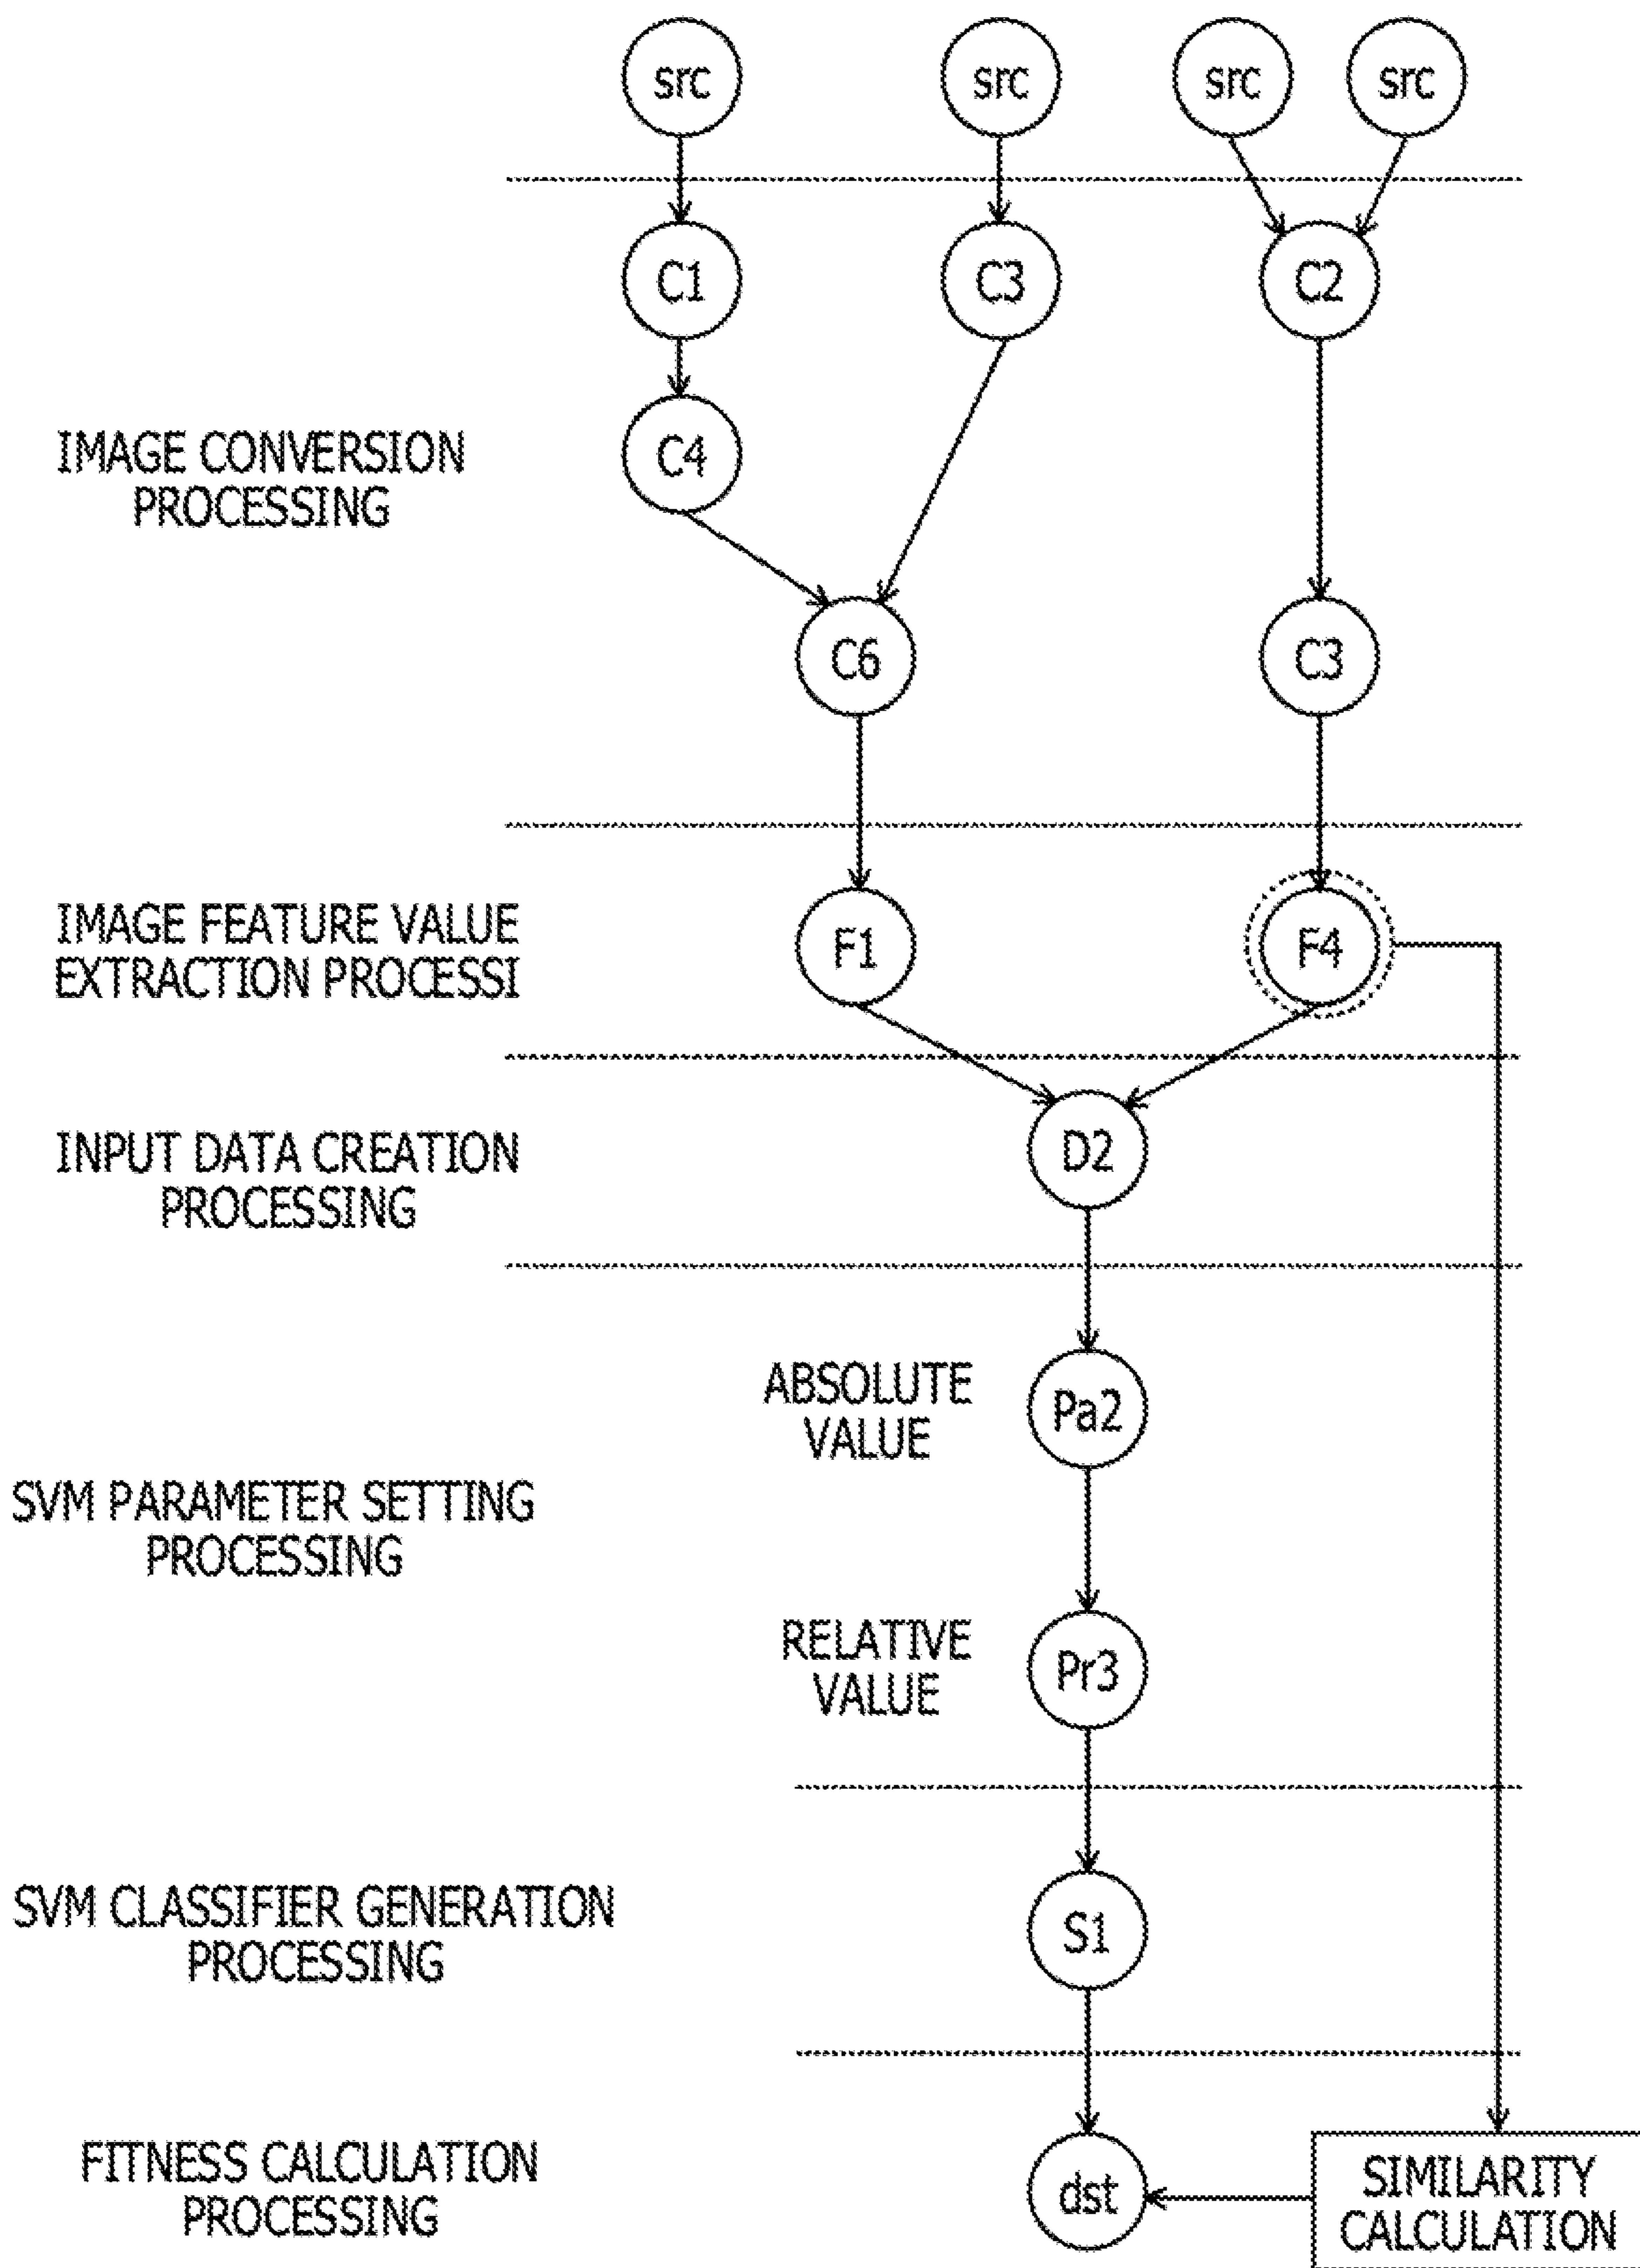 src
src
src
src
C1
C3
C2
C4
IMAGE CONVERSION
PROCESSING
C6
C3
IMAGE FEATURE VALUE
EXTRACTION PROCESSI
F1
F4
INPUT DATA CREATION
PROCESSING
D2
ABSOLUTE
VALUE
Pa2
SVM PARAMETER SETTING
PROCESSING
RELATIVE
VALUE
Pr3
SVM CLASSIFIER GENERATION
PROCESSING
S1
FITNESS CALCULATION
PROCESSING
dst
SIMILARITY
CALCULATION